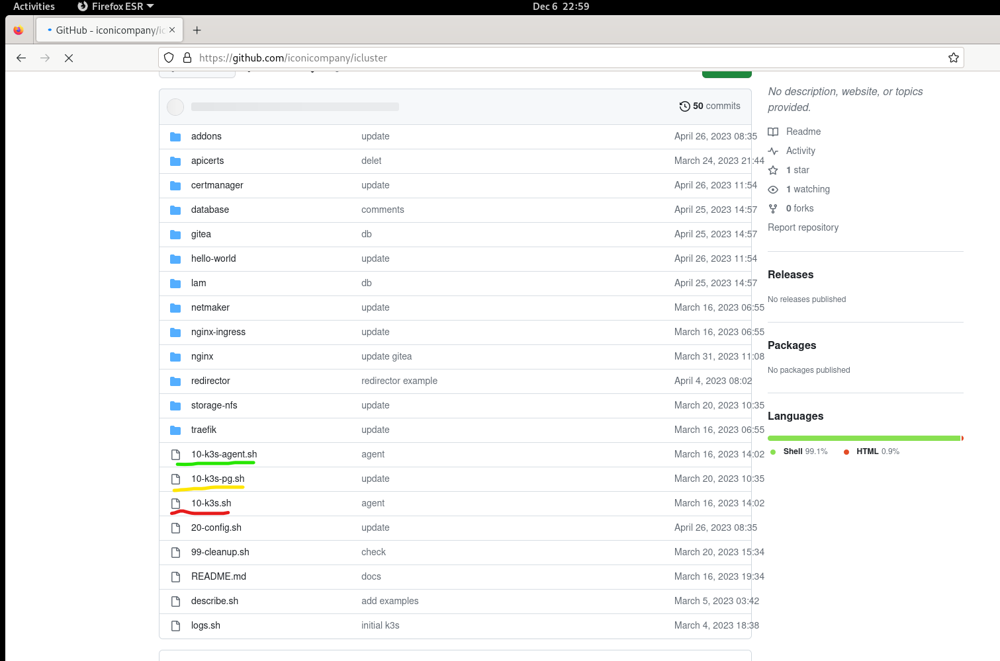 Activities Firefox ESR Dec 6 22:59
GitHub - iconicompany/ic
https://github.com/iconicompany/icluster
50 commits
addons update April 26, 2023 08:35
apicerts delet March 24, 2023 21:44
certmanager update April 26, 2023 11:54
database comments April 25, 2023 14:57
gitea db April 25, 2023 14:57
hello-world update April 26, 2023 11:54
lam db April 25, 2023 14:57
netmaker update March 16, 2023 06:55
nginx-ingress update March 16, 2023 06:55
nginx update gitea March 31, 2023 11:08
redirector redirector example April 4, 2023 08:02
storage-nfs update March 20, 2023 10:35
traefik update March 16, 2023 06:55
10-k3s-agent.sh agent March 16, 2023 14:02
10-k3s-pg.sh update March 20, 2023 10:35
10-k3s.sh agent March 16, 2023 14:02
20-config.sh update April 26, 2023 08:35
99-cleanup.sh check March 20, 2023 15:34
README.md docs March 16, 2023 19:34
describe.sh add examples March 5, 2023 03:42
logs.sh initial k3s March 4, 2023 18:38
No description, website, or topics
provided.
Readme
Activity
1 star
1 watching
0 forks
Report repository
Releases
No releases published
Packages
No packages published
Languages
Shell 99.1% HTML 0.9%